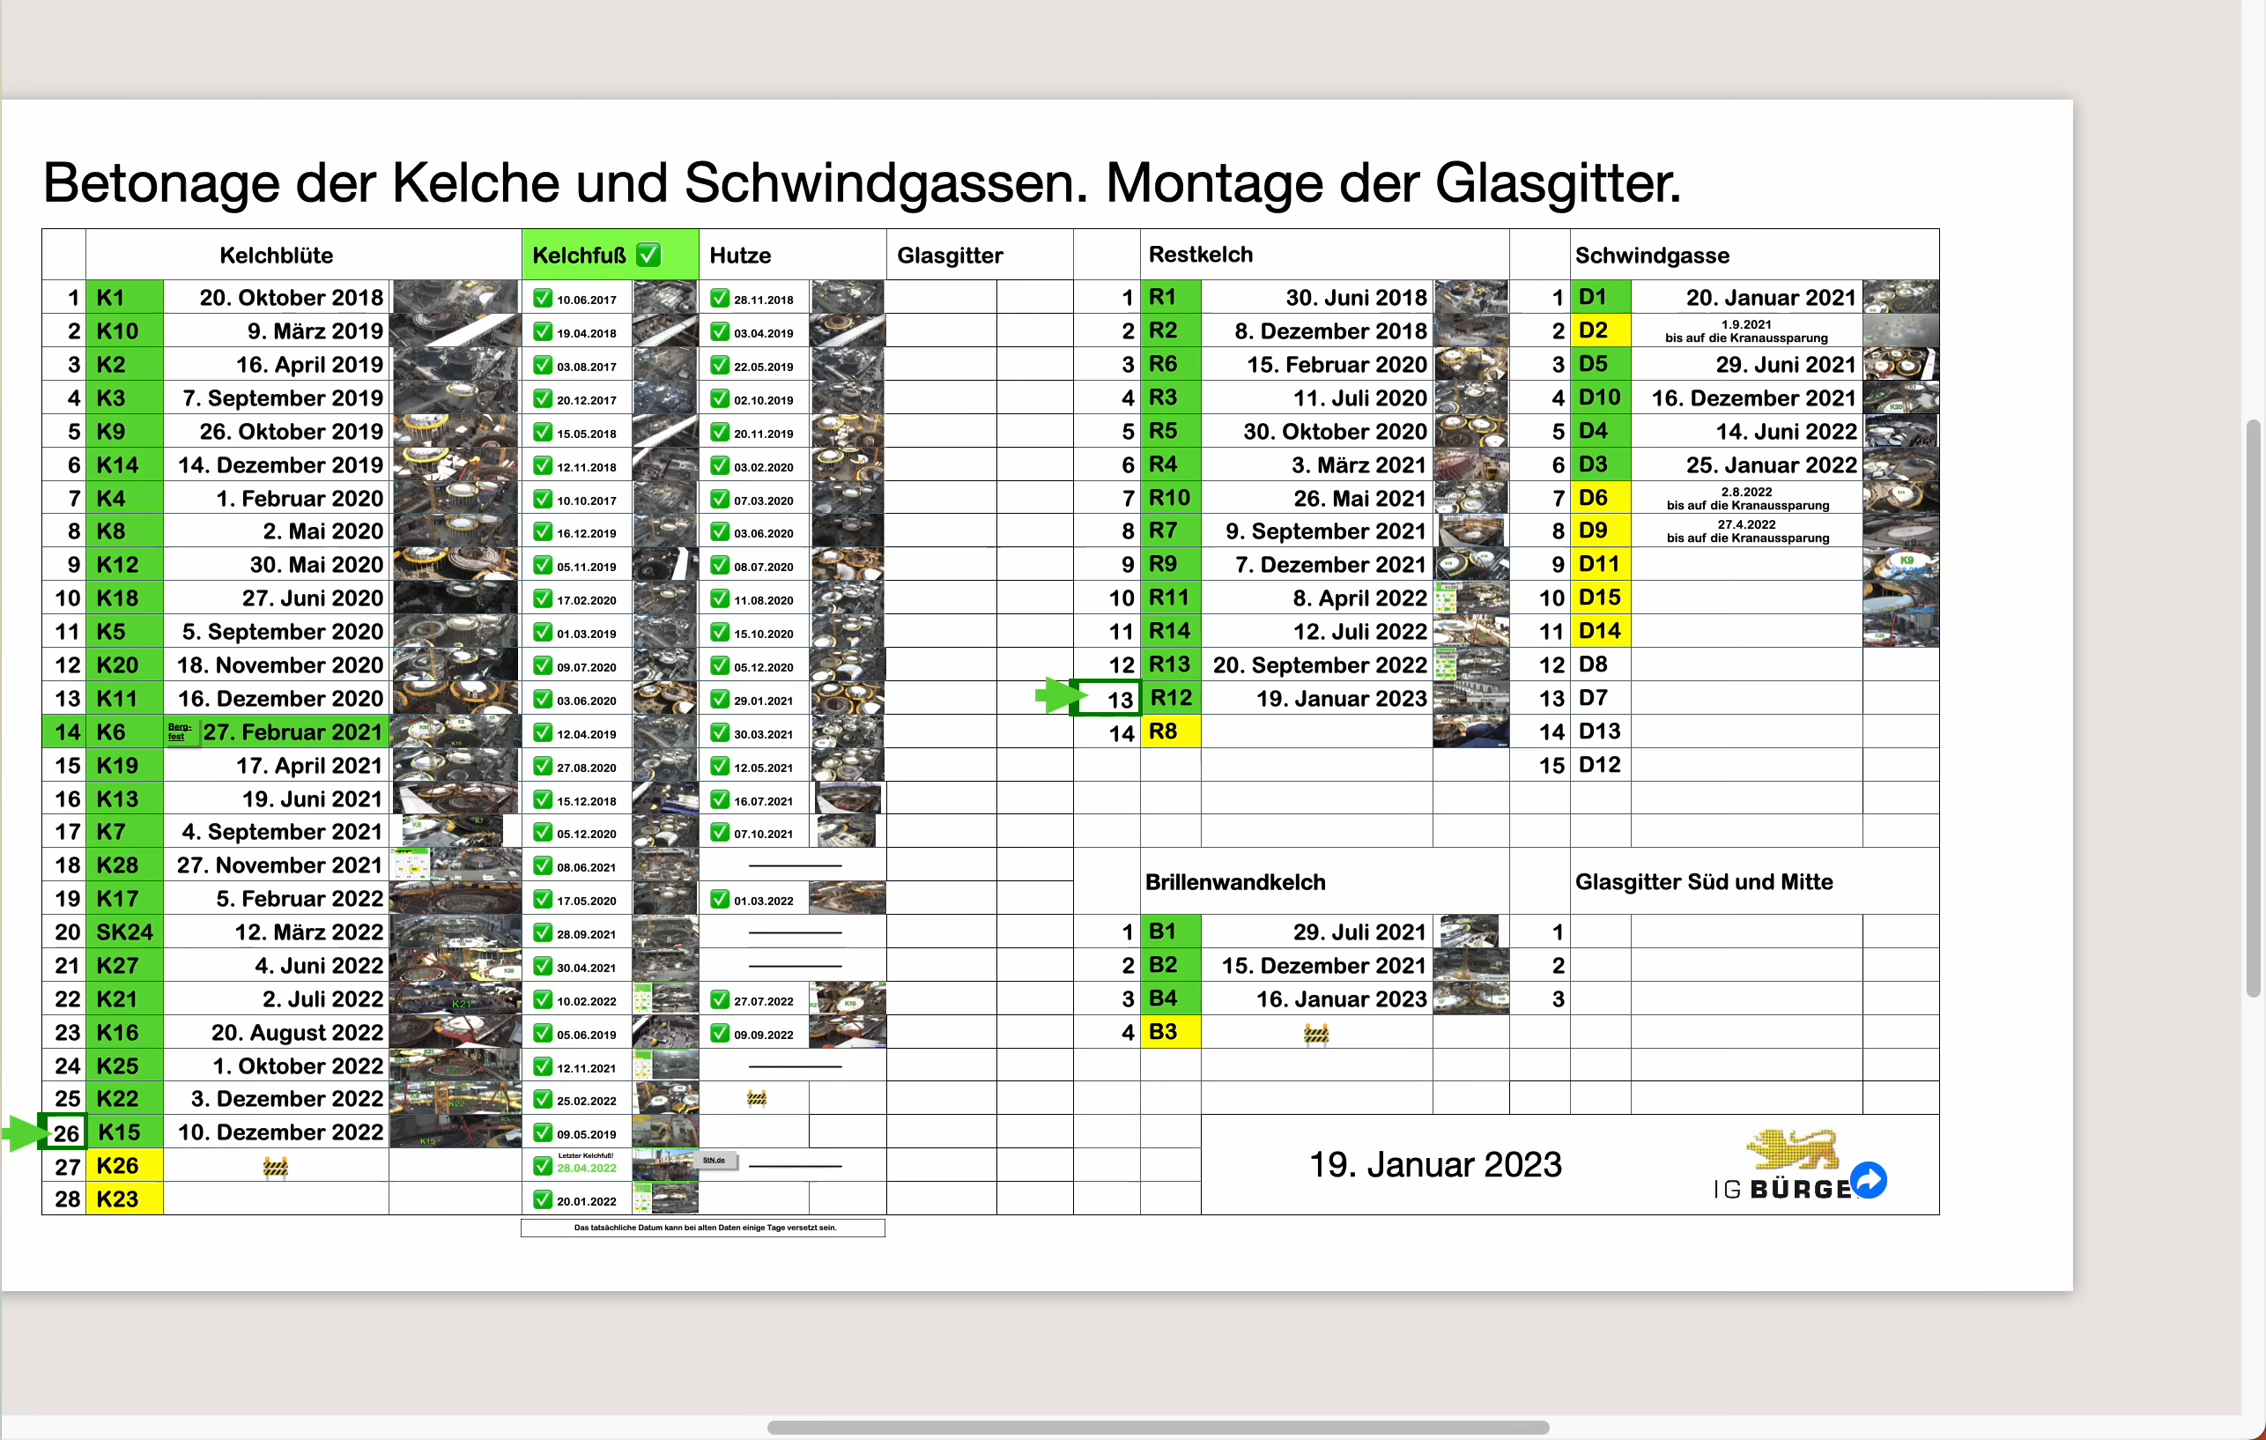 Betonage der Kelche und Schwindgassen. Montage der Glasgitter.
Kelchblüte Kelchfuß ✅ Hutze Glasgitter Restkelch Schwindgasse
1 K1 20. Oktober 2018 ✅ 10.06.2017 ✅ 28.11.2018 1 R1 30. Juni 2018 1 D1 20. Januar 2021
2 K10 9. März 2019 ✅ 19.04.2018 ✅ 03.04.2019 2 R2 8. Dezember 2018 2 D2 1.9.2021
bis auf die Kranaussparung
3 K2 16. April 2019 ✅ 03.08.2017 ✅ 22.05.2019 3 R6 15. Februar 2020 3 D5 29. Juni 2021
4 K3 7. September 2019 ✅ 20.12.2017 ✅ 02.10.2019 4 R3 11. Juli 2020 4 D10 16. Dezember 2021
5 K9 26. Oktober 2019 ✅ 15.05.2018 ✅ 20.11.2019 5 R5 30. Oktober 2020 5 D4 14. Juni 2022
6 K14 14. Dezember 2019 ✅ 12.11.2018 ✅ 03.02.2020 6 R4 3. März 2021 6 D3 25. Januar 2022
7 K4 1. Februar 2020 ✅ 10.10.2017 ✅ 07.03.2020 7 R10 26. Mai 2021 7 D6 2.8.2022
bis auf die Kranaussparung
8 K8 2. Mai 2020 ✅ 16.12.2019 ✅ 03.06.2020 8 R7 9. September 2021 8 D9 27.4.2022
bis auf die Kranaussparung
9 K12 30. Mai 2020 ✅ 05.11.2019 ✅ 08.07.2020 9 R9 7. Dezember 2021 9 D11 K9
10 K18 27. Juni 2020 ✅ 17.02.2020 ✅ 11.08.2020 10 R11 8. April 2022 10 D15
11 K5 5. September 2020 ✅ 01.03.2019 ✅ 15.10.2020 11 R14 12. Juli 2022 11 D14
12 K20 18. November 2020 ✅ 09.07.2020 ✅ 05.12.2020 12 R13 20. September 2022 12 D8
13 K11 16. Dezember 2020 ✅ 03.06.2020 ✅ 29.01.2021 13 R12 19. Januar 2023 13 D7
14 K6 Berg-
fest 27. Februar 2021 ✅ 12.04.2019 ✅ 30.03.2021 14 R8 14 D13
15 K19 17. April 2021 ✅ 27.08.2020 ✅ 12.05.2021 15 D12
16 K13 19. Juni 2021 ✅ 15.12.2018 ✅ 16.07.2021
17 K7 4. September 2021 K7 ✅ 05.12.2020 ✅ 07.10.2021
18 K28 27. November 2021 ✅ 08.06.2021
Brillenwandkelch Glasgitter Süd und Mitte
19 K17 5. Februar 2022 ✅ 17.05.2020 ✅ 01.03.2022
20 SK24 12. März 2022 ✅ 28.09.2021 1 B1 29. Juli 2021 1
21 K27 4. Juni 2022 ✅ 30.04.2021 2 B2 15. Dezember 2021 2
22 K21 2. Juli 2022 K21 ✅ 10.02.2022 ✅ 27.07.2022 K19 3 B4 16. Januar 2023 3
23 K16 20. August 2022 ✅ 05.06.2019 ✅ 09.09.2022 4 B3 🚧
24 K25 1. Oktober 2022 ✅ 12.11.2021
25 K22 3. Dezember 2022 K22 ✅ 25.02.2022 🚧
26 K15 10. Dezember 2022 K15 ✅ 09.05.2019
27 K26 🚧 ✅ Letzter Kelchfuß!
28.04.2022 StN.de
28 K23 ✅ 20.01.2022
19. Januar 2023
IG BÜRGE
Das tatsächliche Datum kann bei alten Daten einige Tage versetzt sein.